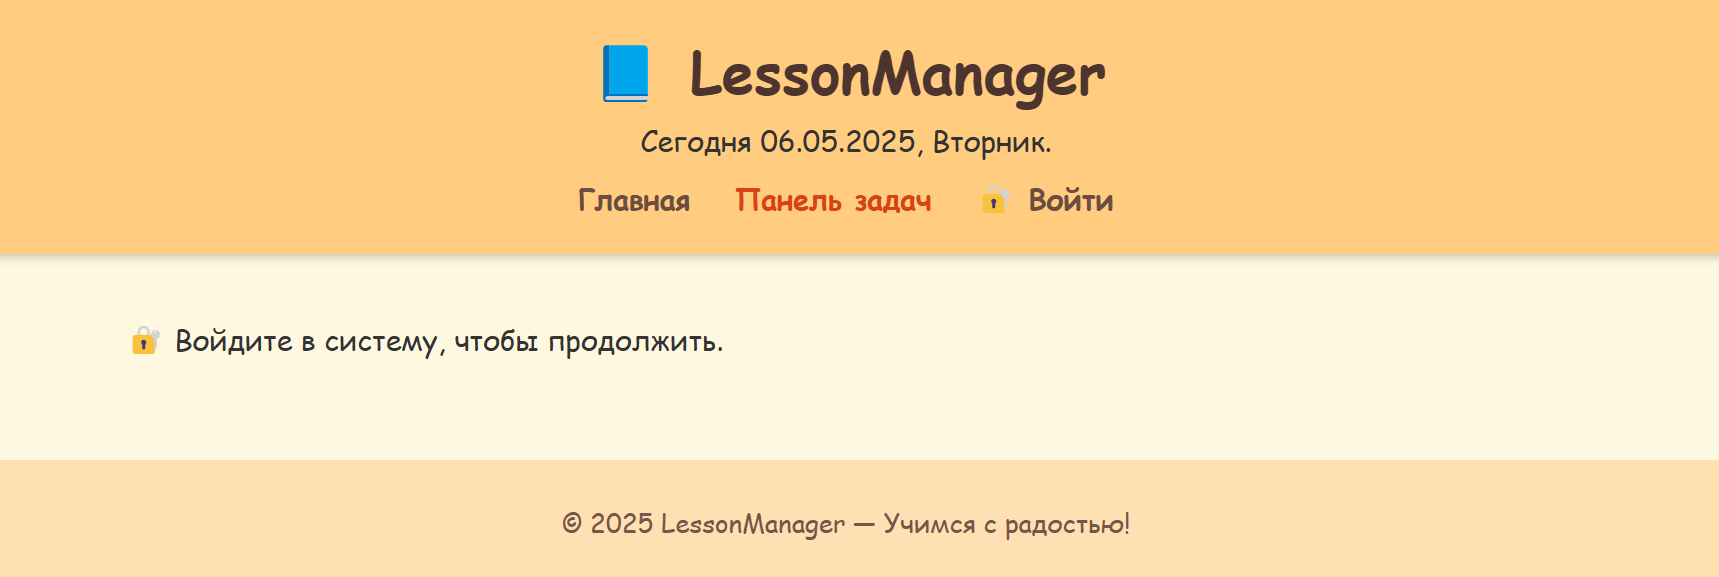 LessonManager
Сегодня 06.05.2025, Вторник.
Главная Панель задач Войти
Войдите в систему, чтобы продолжить.
© 2025 LessonManager — Учимся с радостью!